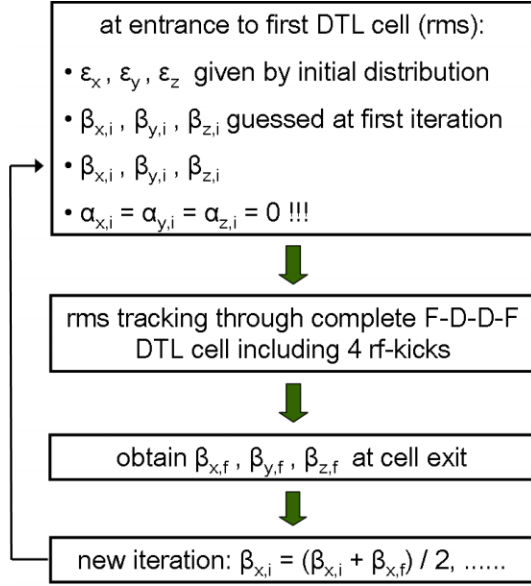 at entrance to first DTL cell (rms):
• εx , εy , εz given by initial distribution
• βx,i , βy,i , βz,i guessed at first iteration
• βx,i , βy,i , βz,i
• αx,i = αy,i = αz,i = 0 !!!
rms tracking through complete F-D-D-F
DTL cell including 4 rf-kicks
obtain βx,f , βy,f , βz,f at cell exit
new iteration: βx,i = (βx,i + βx,f) / 2, ......